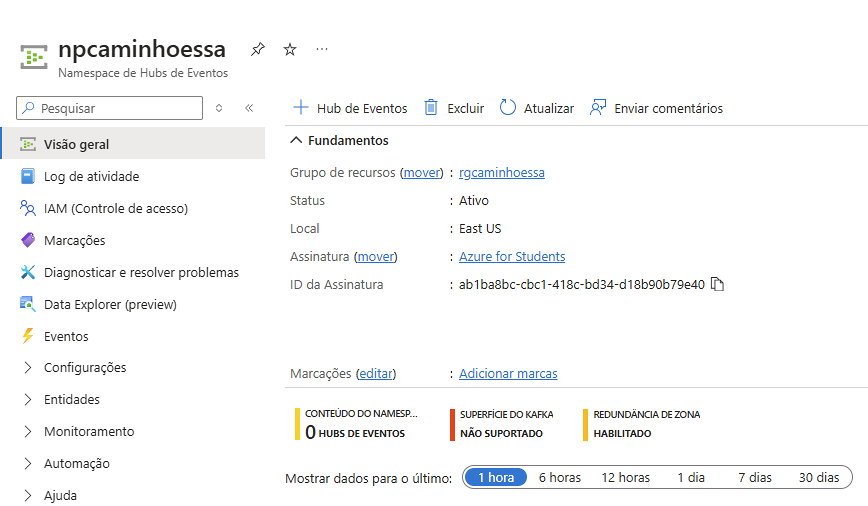 npcaminhoessa
Namespace de Hubs de Eventos
Pesquisar
Hub de Eventos Excluir Atualizar Enviar comentários
Visão geral
Log de atividade
IAM (Controle de acesso)
Marcações
Diagnosticar e resolver problemas
Data Explorer (preview)
Eventos
Configurações
Entidades
Monitoramento
Automação
Ajuda
Fundamentos
Grupo de recursos (mover) : rgcaminhoessa
Status : Ativo
Local : East US
Assinatura (mover) : Azure for Students
ID da Assinatura : ab1ba8bc-cbc1-418c-bd34-d18b90b79e40
Marcações (editar) : Adicionar marcas
CONTEÚDO DO NAMESP...
0 HUBS DE EVENTOS
SUPERFÍCIE DO KAFKA
NÃO SUPORTADO
REDUNDÂNCIA DE ZONA
HABILITADO
Mostrar dados para o último: 1 hora 6 horas 12 horas 1 dia 7 dias 30 dias